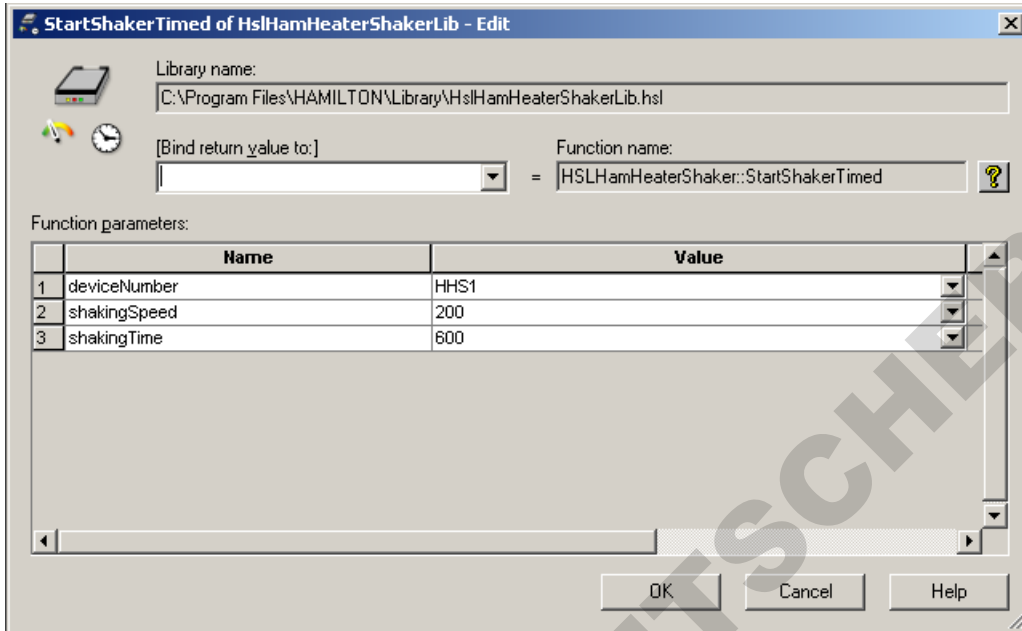 StartShakerTimed of HslHamHeaterShakerLib - Edit
Library name:
C:\Program Files\HAMILTON\Library\HslHamHeaterShakerLib.hsl
[Bind return value to:]
Function name:
=
HSLHamHeaterShaker::StartShakerTimed
Function parameters:
Name Value
1 deviceNumber HHS1
2 shakingSpeed 200
3 shakingTime 600
OK Cancel Help